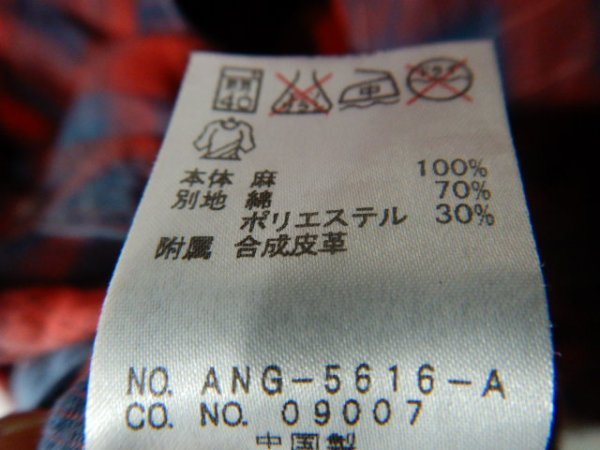 40
中
本体 麻 100%
別地 綿 70%
ポリエステル 30%
附属 合成皮革
NO. ANG-5616-A
CO. NO. 09007
中国製